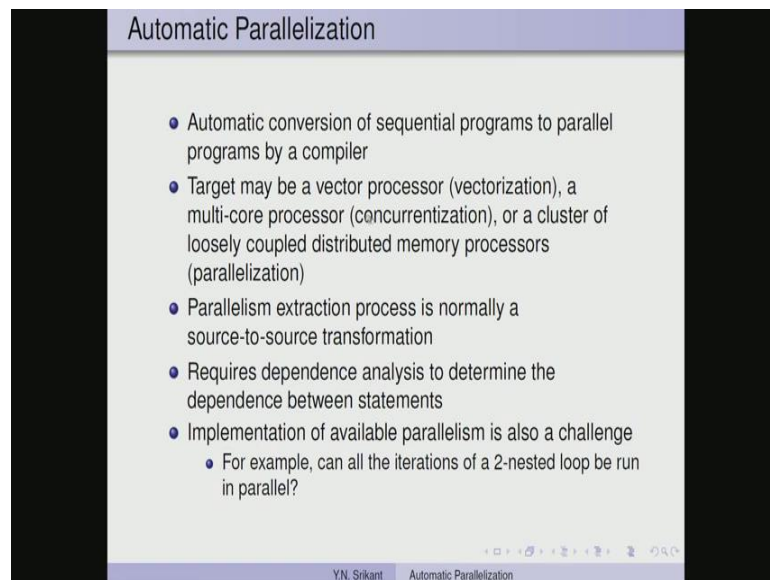 Automatic Parallelization
Automatic conversion of sequential programs to parallel
programs by a compiler
Target may be a vector processor (vectorization), a
multi-core processor (concurrentization), or a cluster of
loosely coupled distributed memory processors
(parallelization)
Parallelism extraction process is normally a
source-to-source transformation
Requires dependence analysis to determine the
dependence between statements
Implementation of available parallelism is also a challenge
For example, can all the iterations of a 2-nested loop be run
in parallel?
Y.N. Srikant Automatic Parallelization